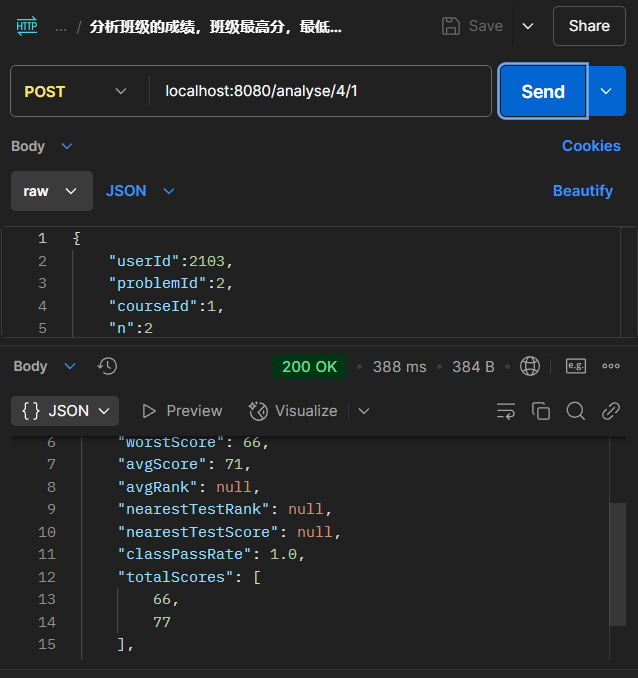 HTTP ... / 分析班级的成绩，班级最高分，最低... Save Share
POST localhost:8080/analyse/4/1 Send
Body Cookies
raw JSON Beautify
1 {
2 "userId":2103,
3 "problemId":2,
4 "courseId":1,
5 "n":2
Body 200 OK • 388 ms • 384 B • e.g. •••
{} JSON Preview Visualize
6 "worstScore": 66,
7 "avgScore": 71,
8 "avgRank": null,
9 "nearestTestRank": null,
10 "nearestTestScore": null,
11 "classPassRate": 1.0,
12 "totalScores": [
13 66,
14 77
15 ],